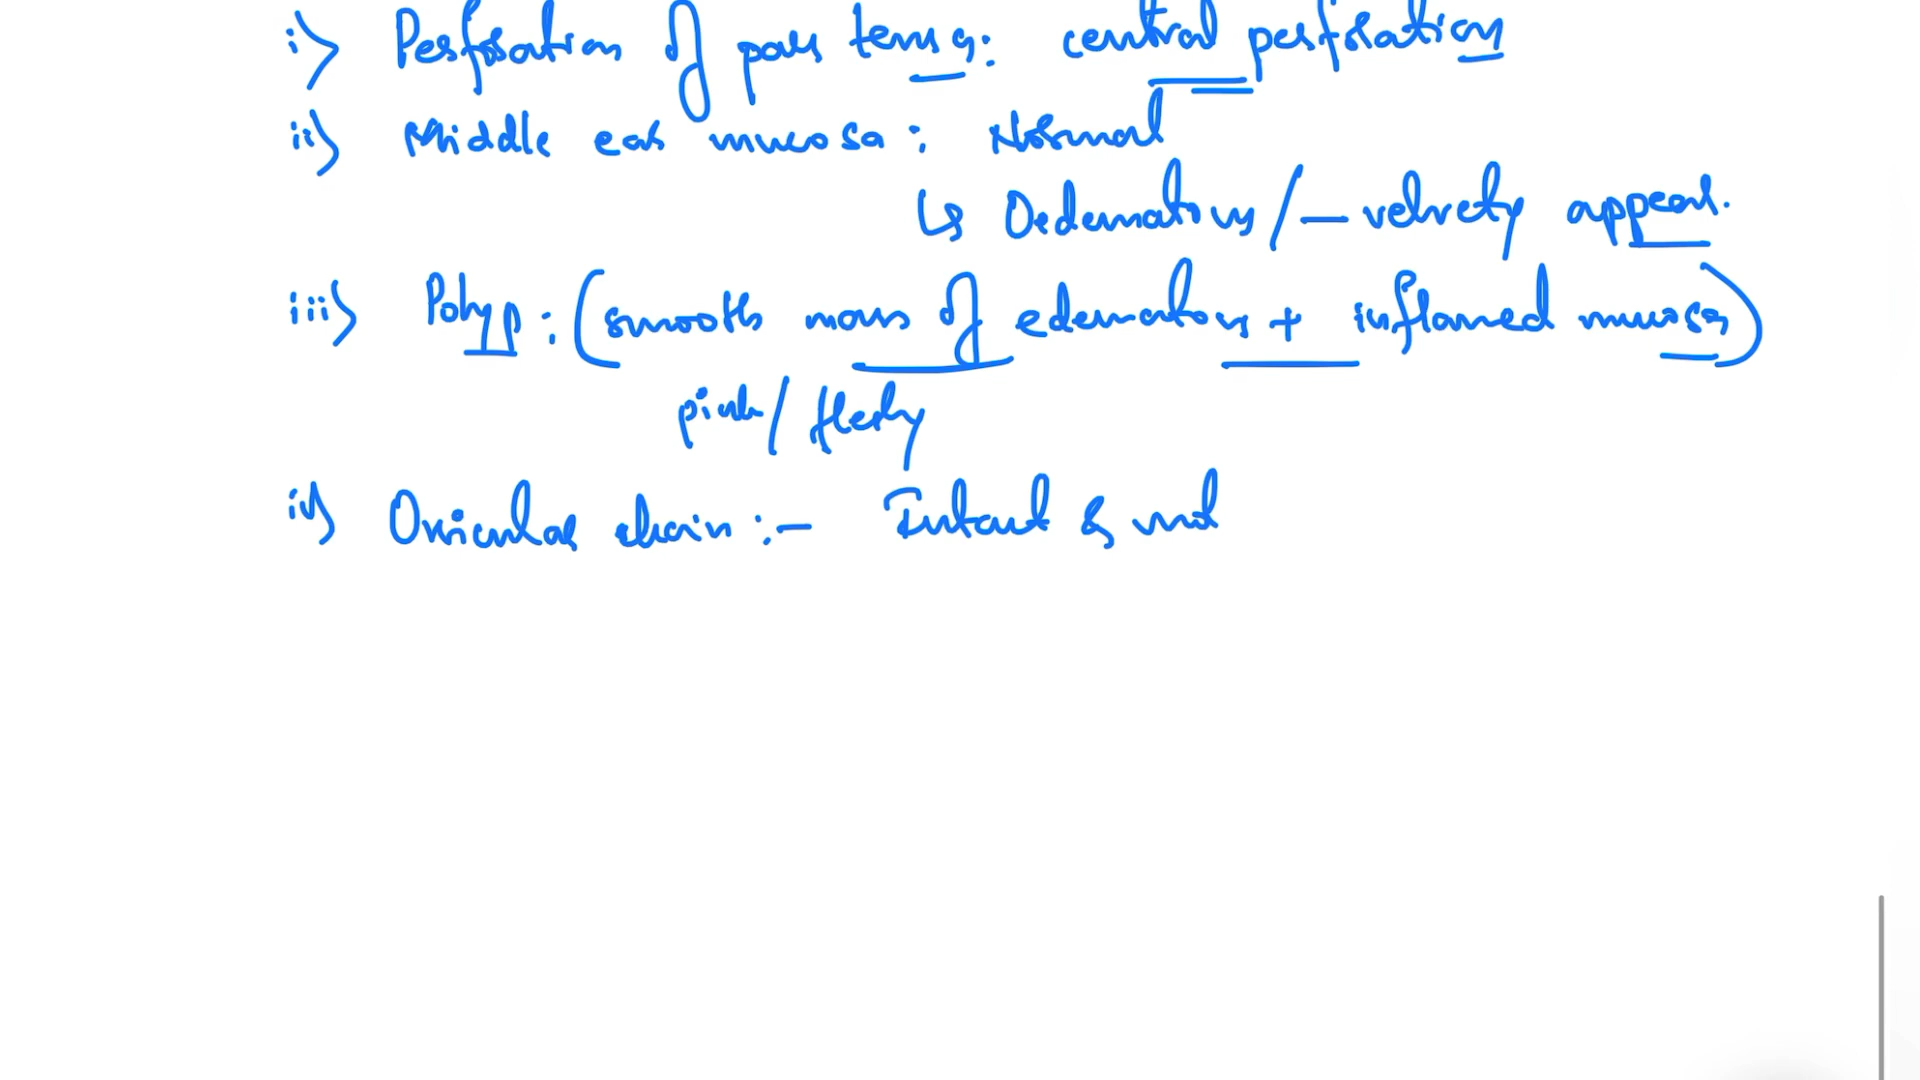 i) Perforation of pars tensa: central perforation
ii) Middle ear mucosa: Normal
↳ Oedematous / – velvety appear.
iii) Polyp: (smooth mass of edematous + inflamed mucosa)
pink / fleshy
iv) Ossicular chain :- Intact & mob